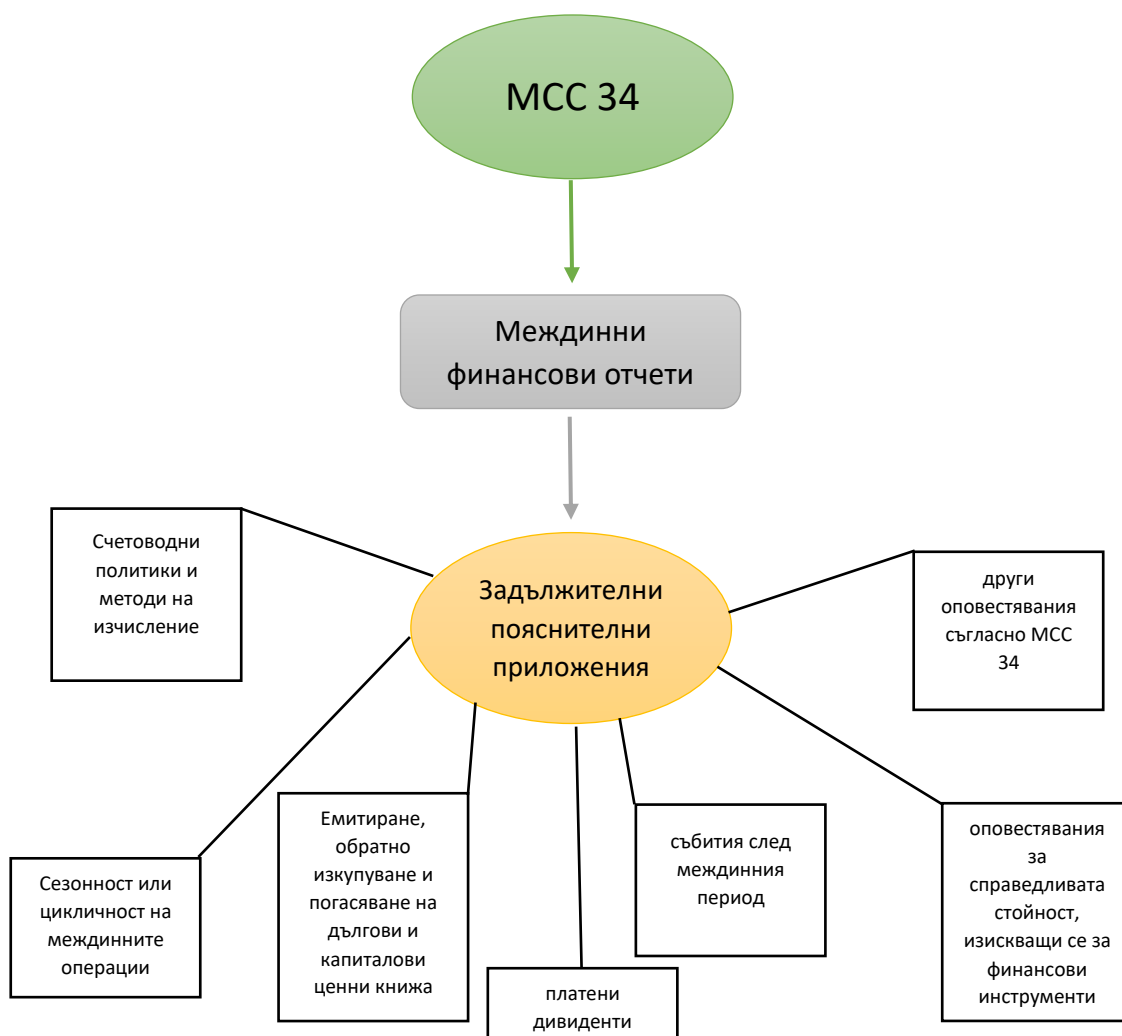 МСС 34
Междинни
финансови отчети
Задължителни
пояснителни
приложения
Счетоводни
политики и
методи на
изчисление
други
оповестявания
съгласно МСС
34
Сезонност или
цикличност на
междинните
операции
Емитиране,
обратно
изкупуване и
погасяване на
дългови и
капиталови
ценни книжа
платени
дивиденти
събития след
междинния
период
оповестявания
за
справедливата
стойност,
изискващи се за
финансови
инструменти